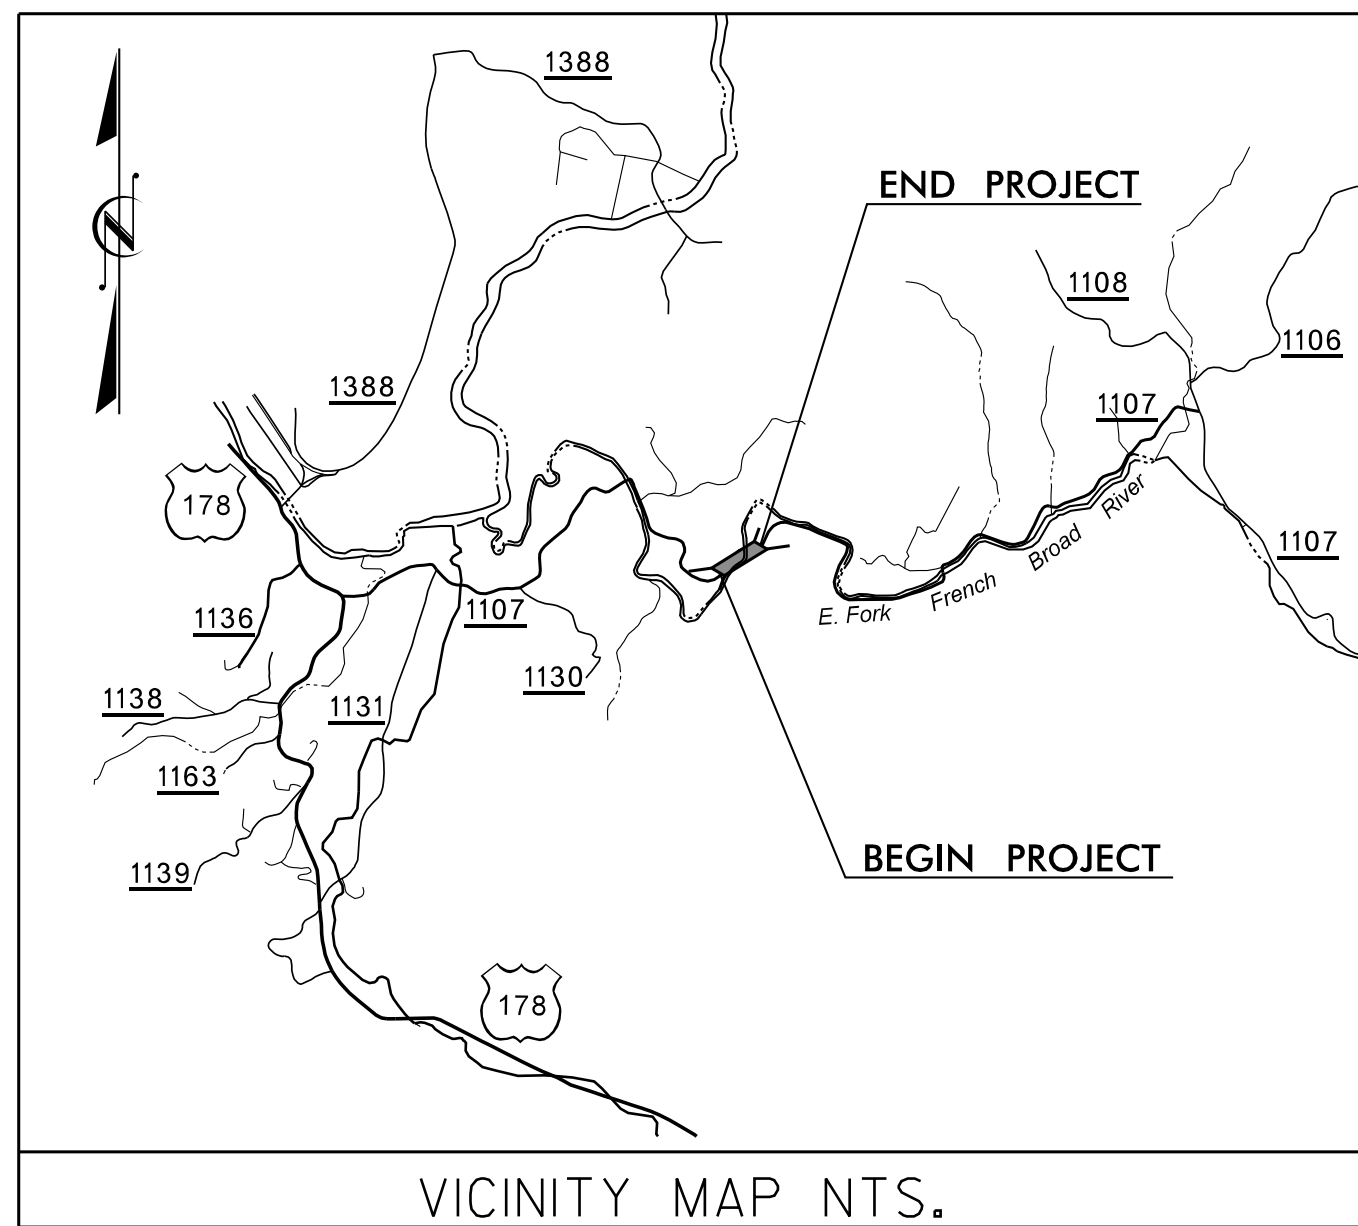 1388
END PROJECT
N
1108
1106
1388
1107
178
River
Broad
1107
French
E. Fork
1136
1107
1130
1138
1131
1163
BEGIN PROJECT
1139
178
VICINITY MAP NTS.